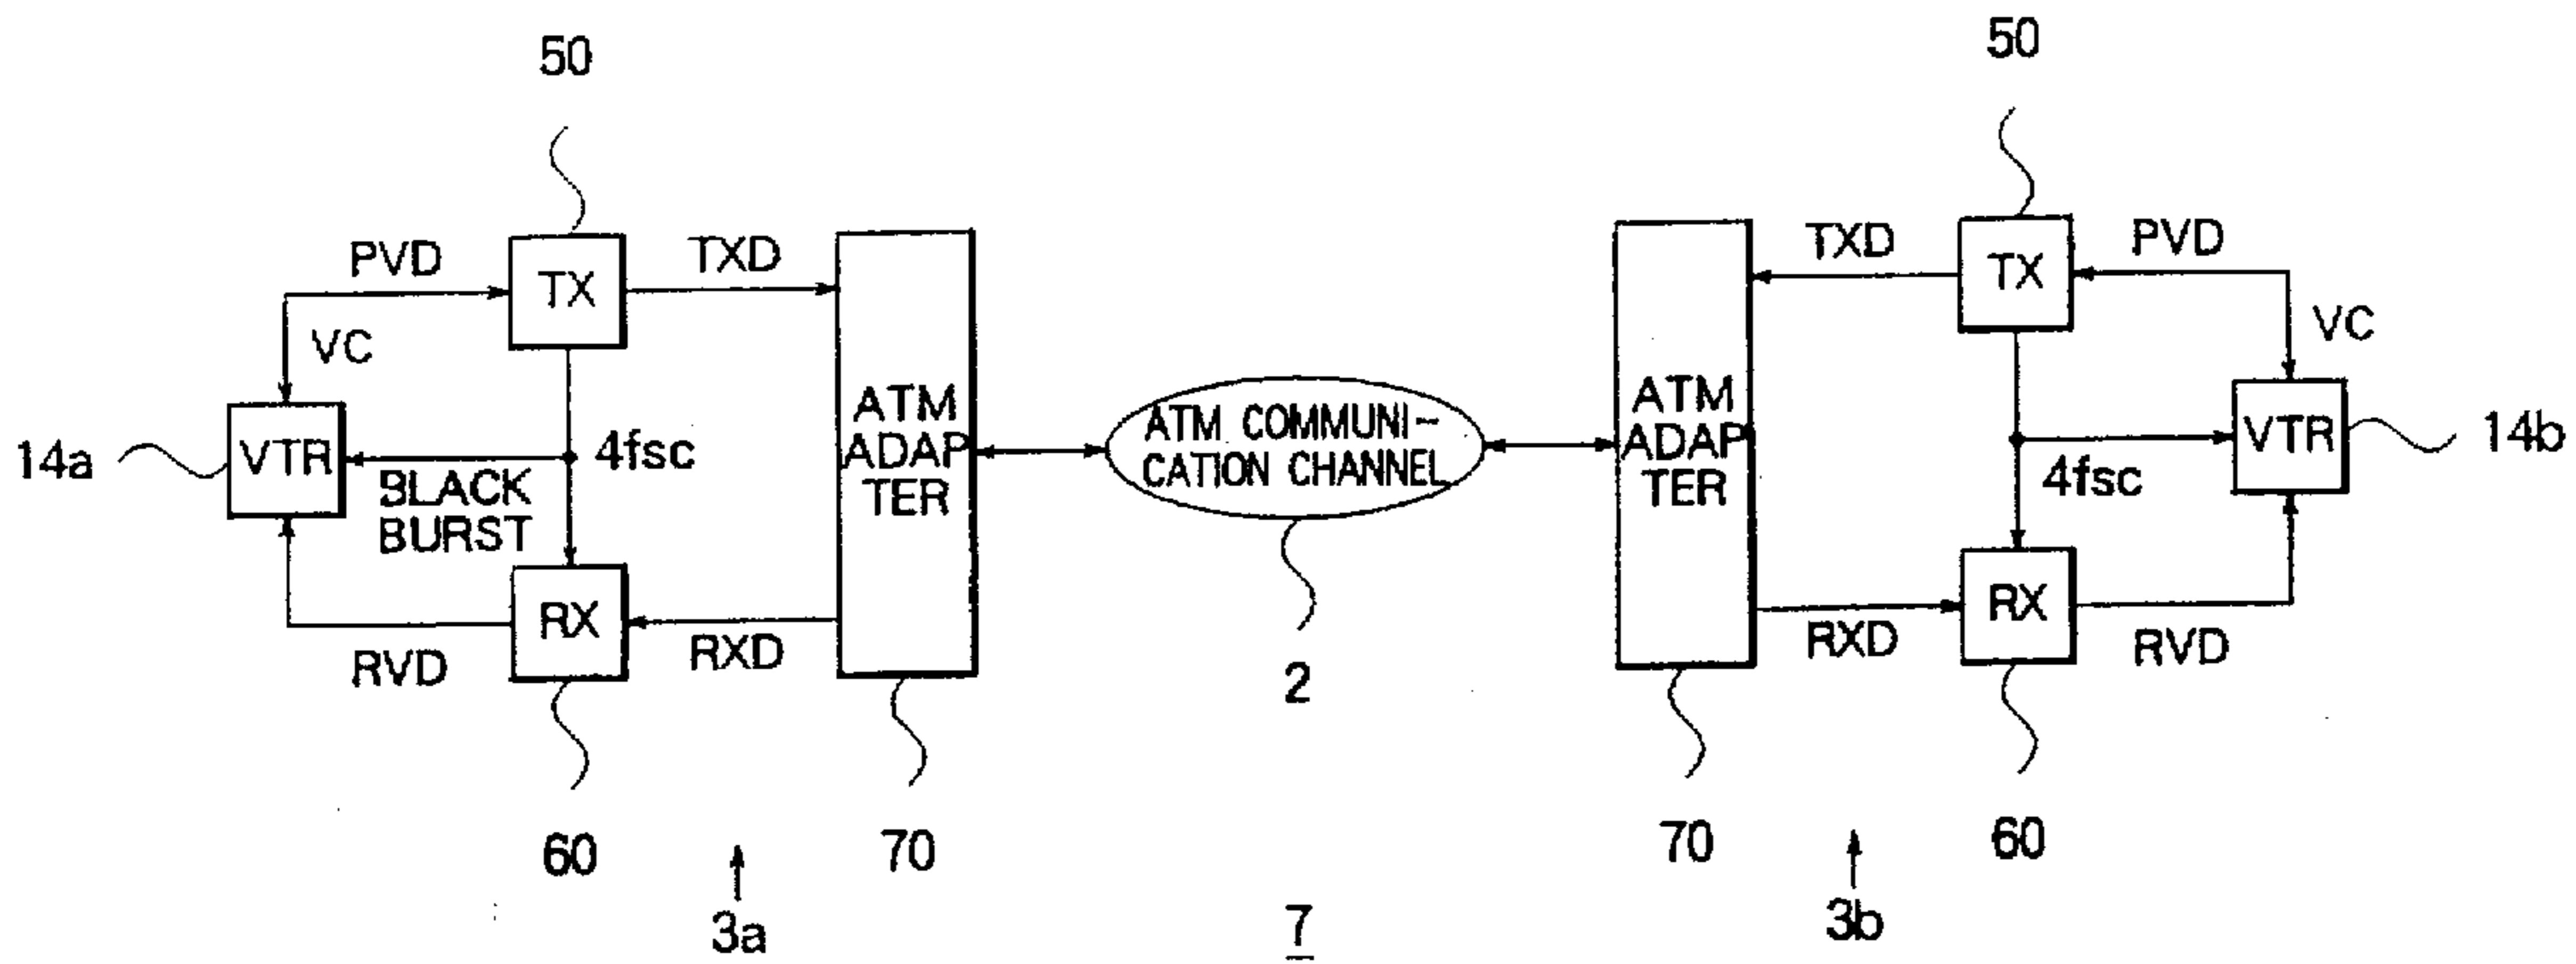 50
50
PVD
TX
TXD
VC
14a
VTR
4fsc
BLACK
BURST
RVD
RX
RXD
60
ATM
ADAP
TER
70
3a
ATM COMMUNI-
CATION CHANNEL
2
7
ATM
ADAP
TER
70
3b
TXD
TX
PVD
VC
VTR
14b
4fsc
RXD
RX
RVD
60